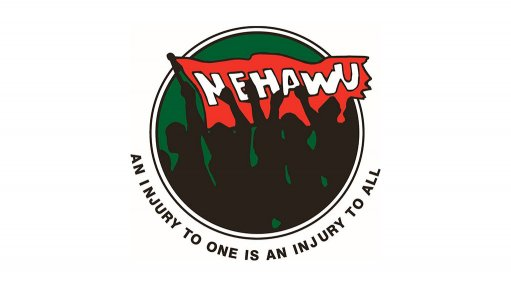 NEHAWU
AN INJURY TO ONE IS AN INJURY TO ALL